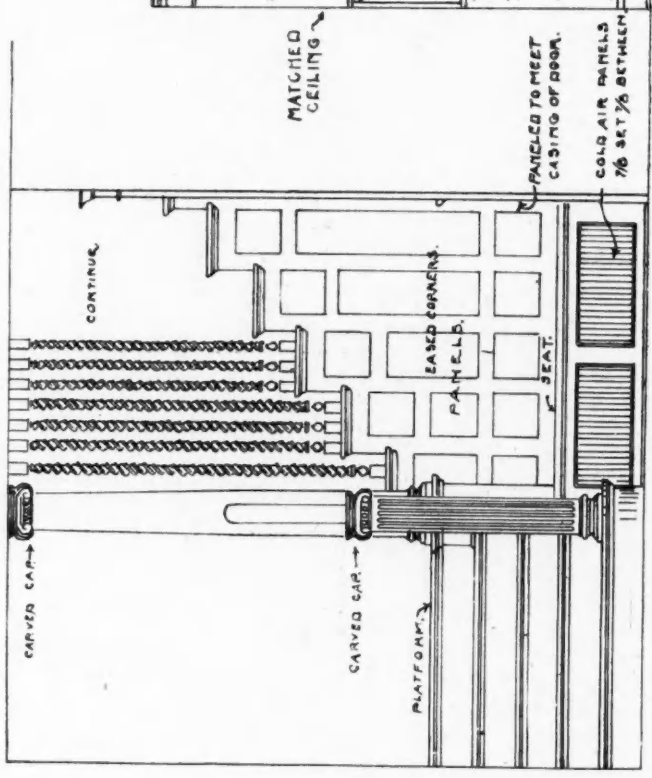 MATCHED
CEILING
CONTINUE
PANELED TO MEET
CASING OF DOOR.
COLD AIR PANELS
7/8 SET 7/8 BETWEEN
EASED CORNERS.
PANELS.
SEAT.
CARVED CAP.
CARVED CAP.
PLATFORM.